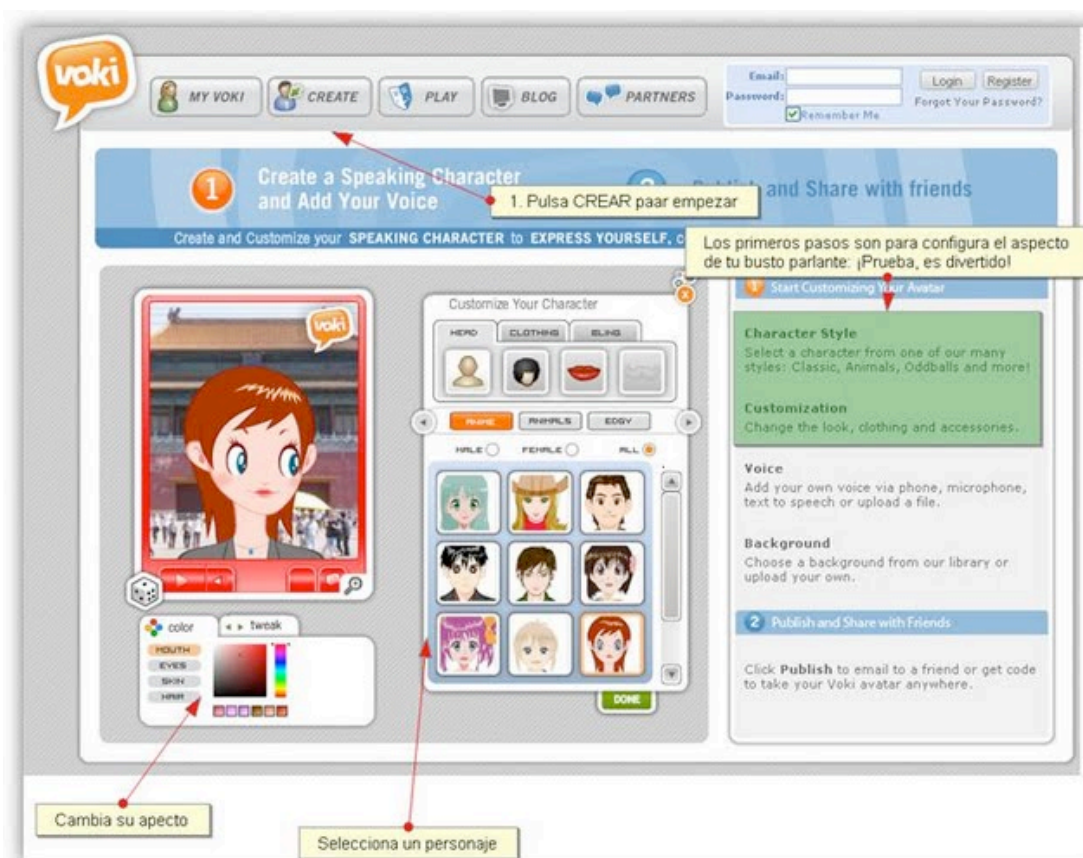 voki
MY VOKI
CREATE
PLAY
BLOG
PARTNERS
Email:
Password:
Remember Me
Login
Register
Forgot Your Password?
1
Create a Speaking Character
and Add Your Voice
1. Pulsa CREAR paar empezar
and Share with friends
Create and Customize your SPEAKING CHARACTER to EXPRESS YOURSELF,
Los primeros pasos son para configura el aspecto
de tu busto parlante: ¡Prueba, es divertido!
voki
Customize Your Character
HEAD
CLOTHING
BLING
ANIME
ANIMALS
EDGY
MALE
FEMALE
ALL
DONE
color
tweak
MOUTH
EYES
SKIN
HAIR
1 Start Customizing Your Avatar
Character Style
Select a character from one of our many
styles: Classic, Animals, Oddballs and more!
Customization
Change the look, clothing and accessories.
Voice
Add your own voice via phone, microphone,
text to speech or upload a file.
Background
Choose a background from our library or
upload your own.
2 Publish and Share with Friends
Click Publish to email to a friend or get code
to take your Voki avatar anywhere.
Cambia su apecto
Selecciona un personaje